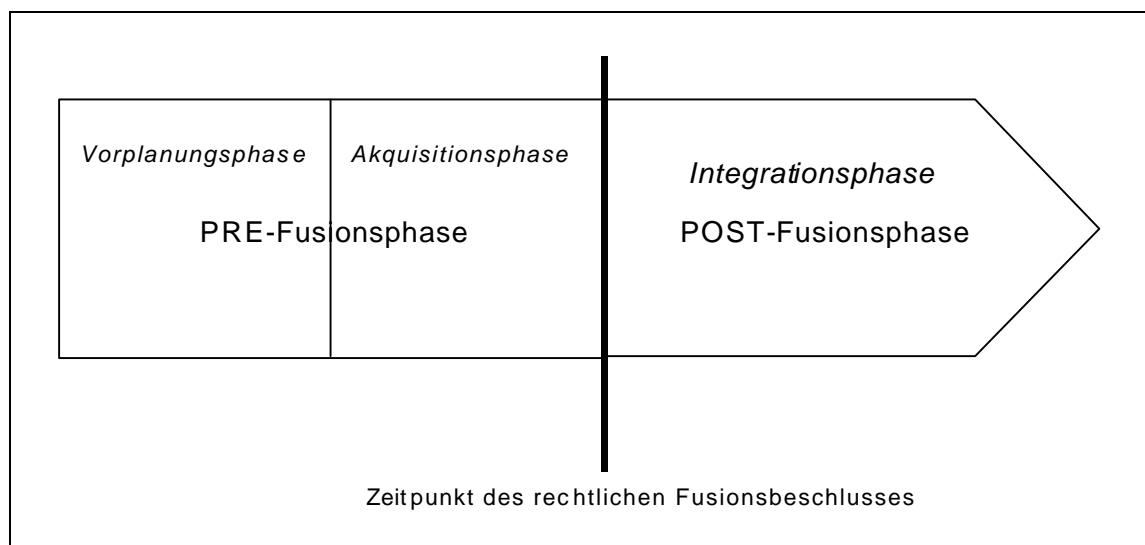 Vorplanungsphase
Akquisitionsphase
PRE-Fusionsphase
Integrationsphase
POST-Fusionsphase
Zeitpunkt des rechtlichen Fusionsbeschlusses